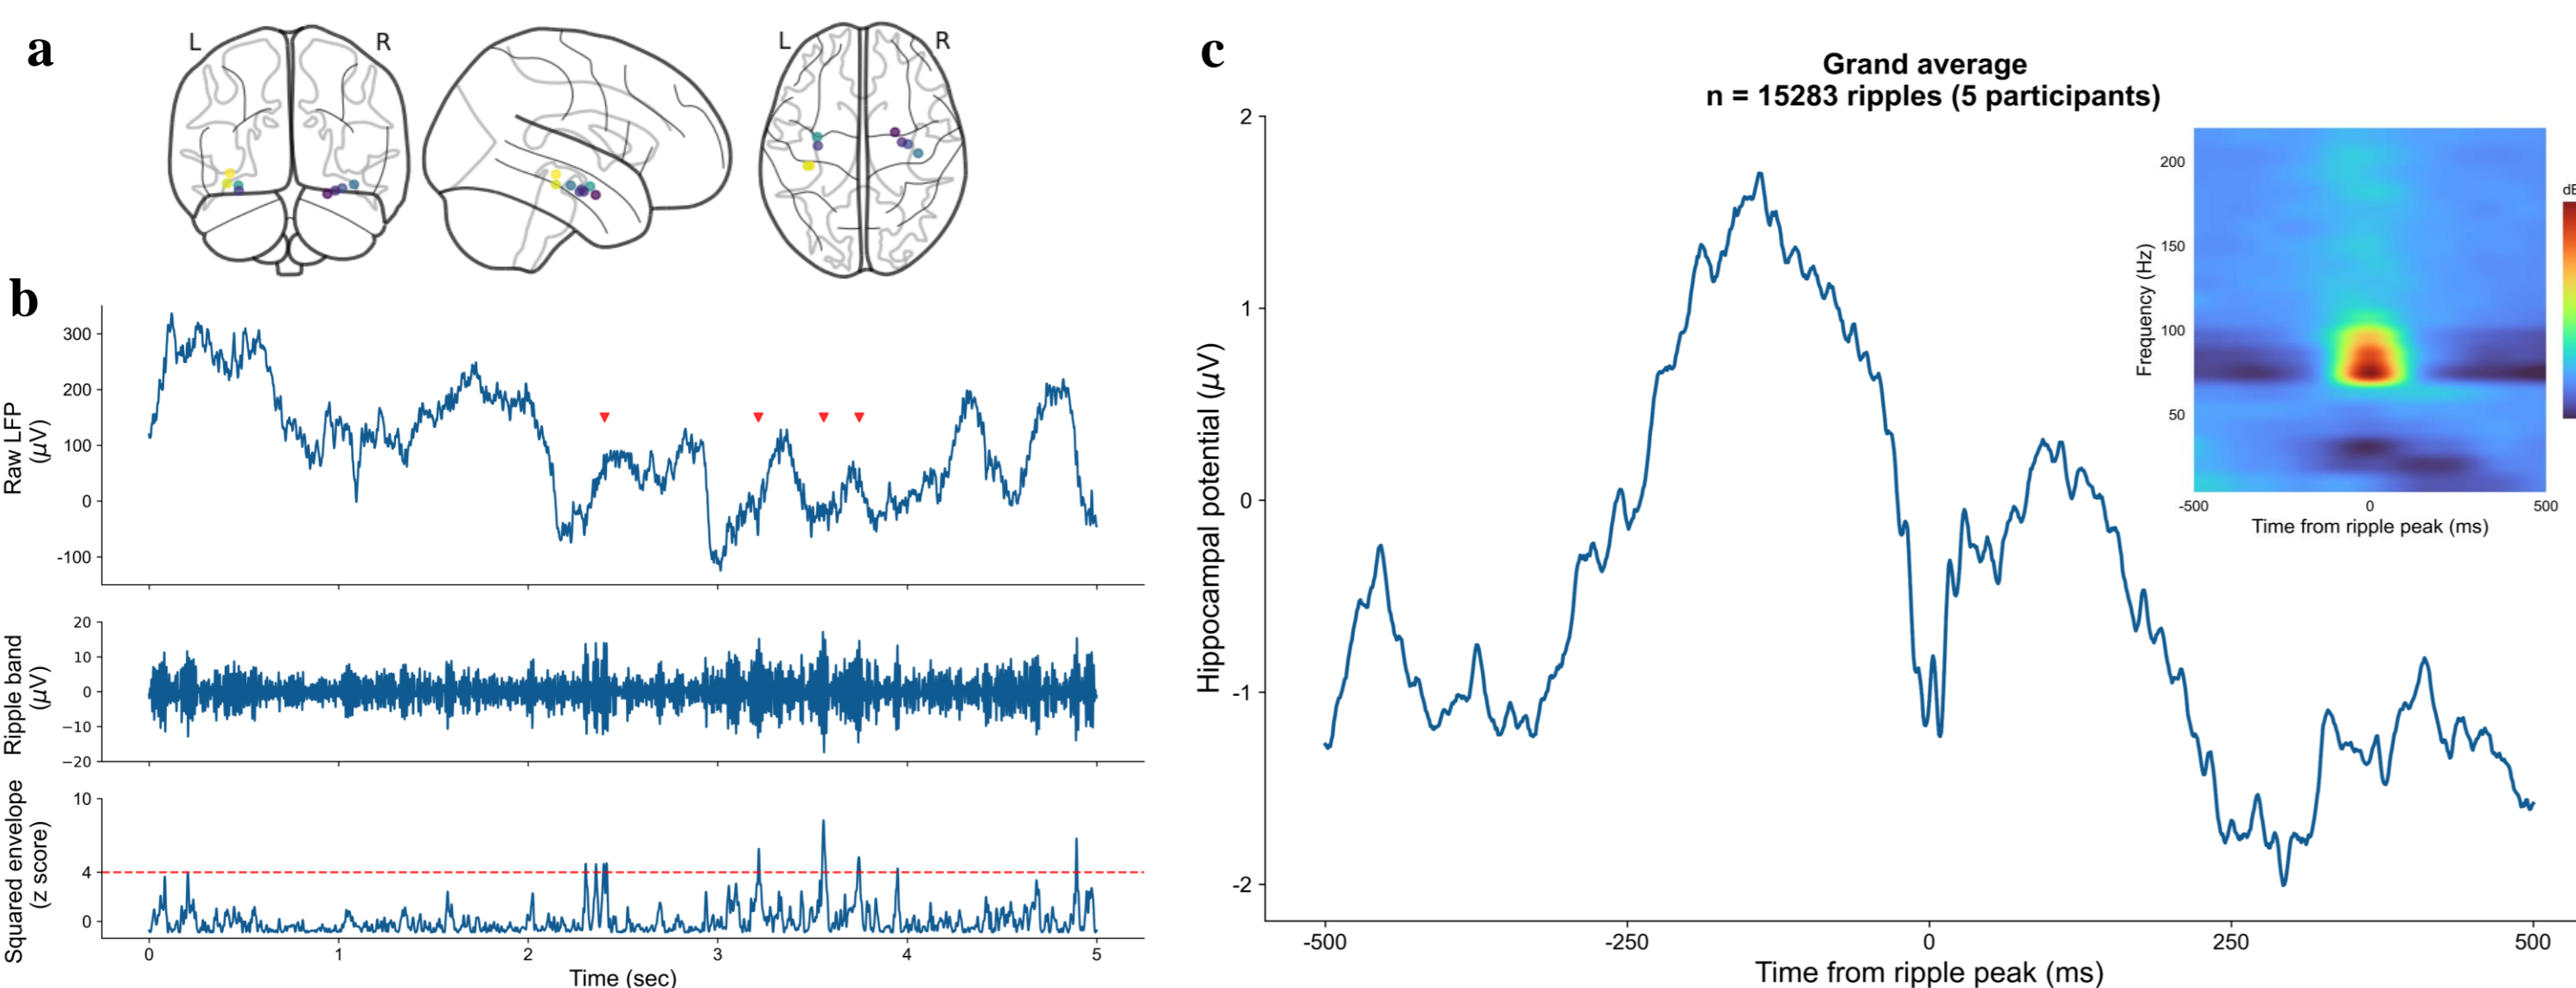 a
L
R
L
R
b
Raw LFP
(μV)
300
200
100
0
-100
Ripple band
(μV)
20
10
0
−10
−20
Squared envelope
(z score)
10
4
0
0
1
2
3
4
5
Time (sec)
c
Grand average
n = 15283 ripples (5 participants)
Hippocampal potential (μV)
2
1
0
-1
-2
-500
-250
0
250
500
Time from ripple peak (ms)
Frequency (Hz)
200
150
100
50
-500
0
500
Time from ripple peak (ms)